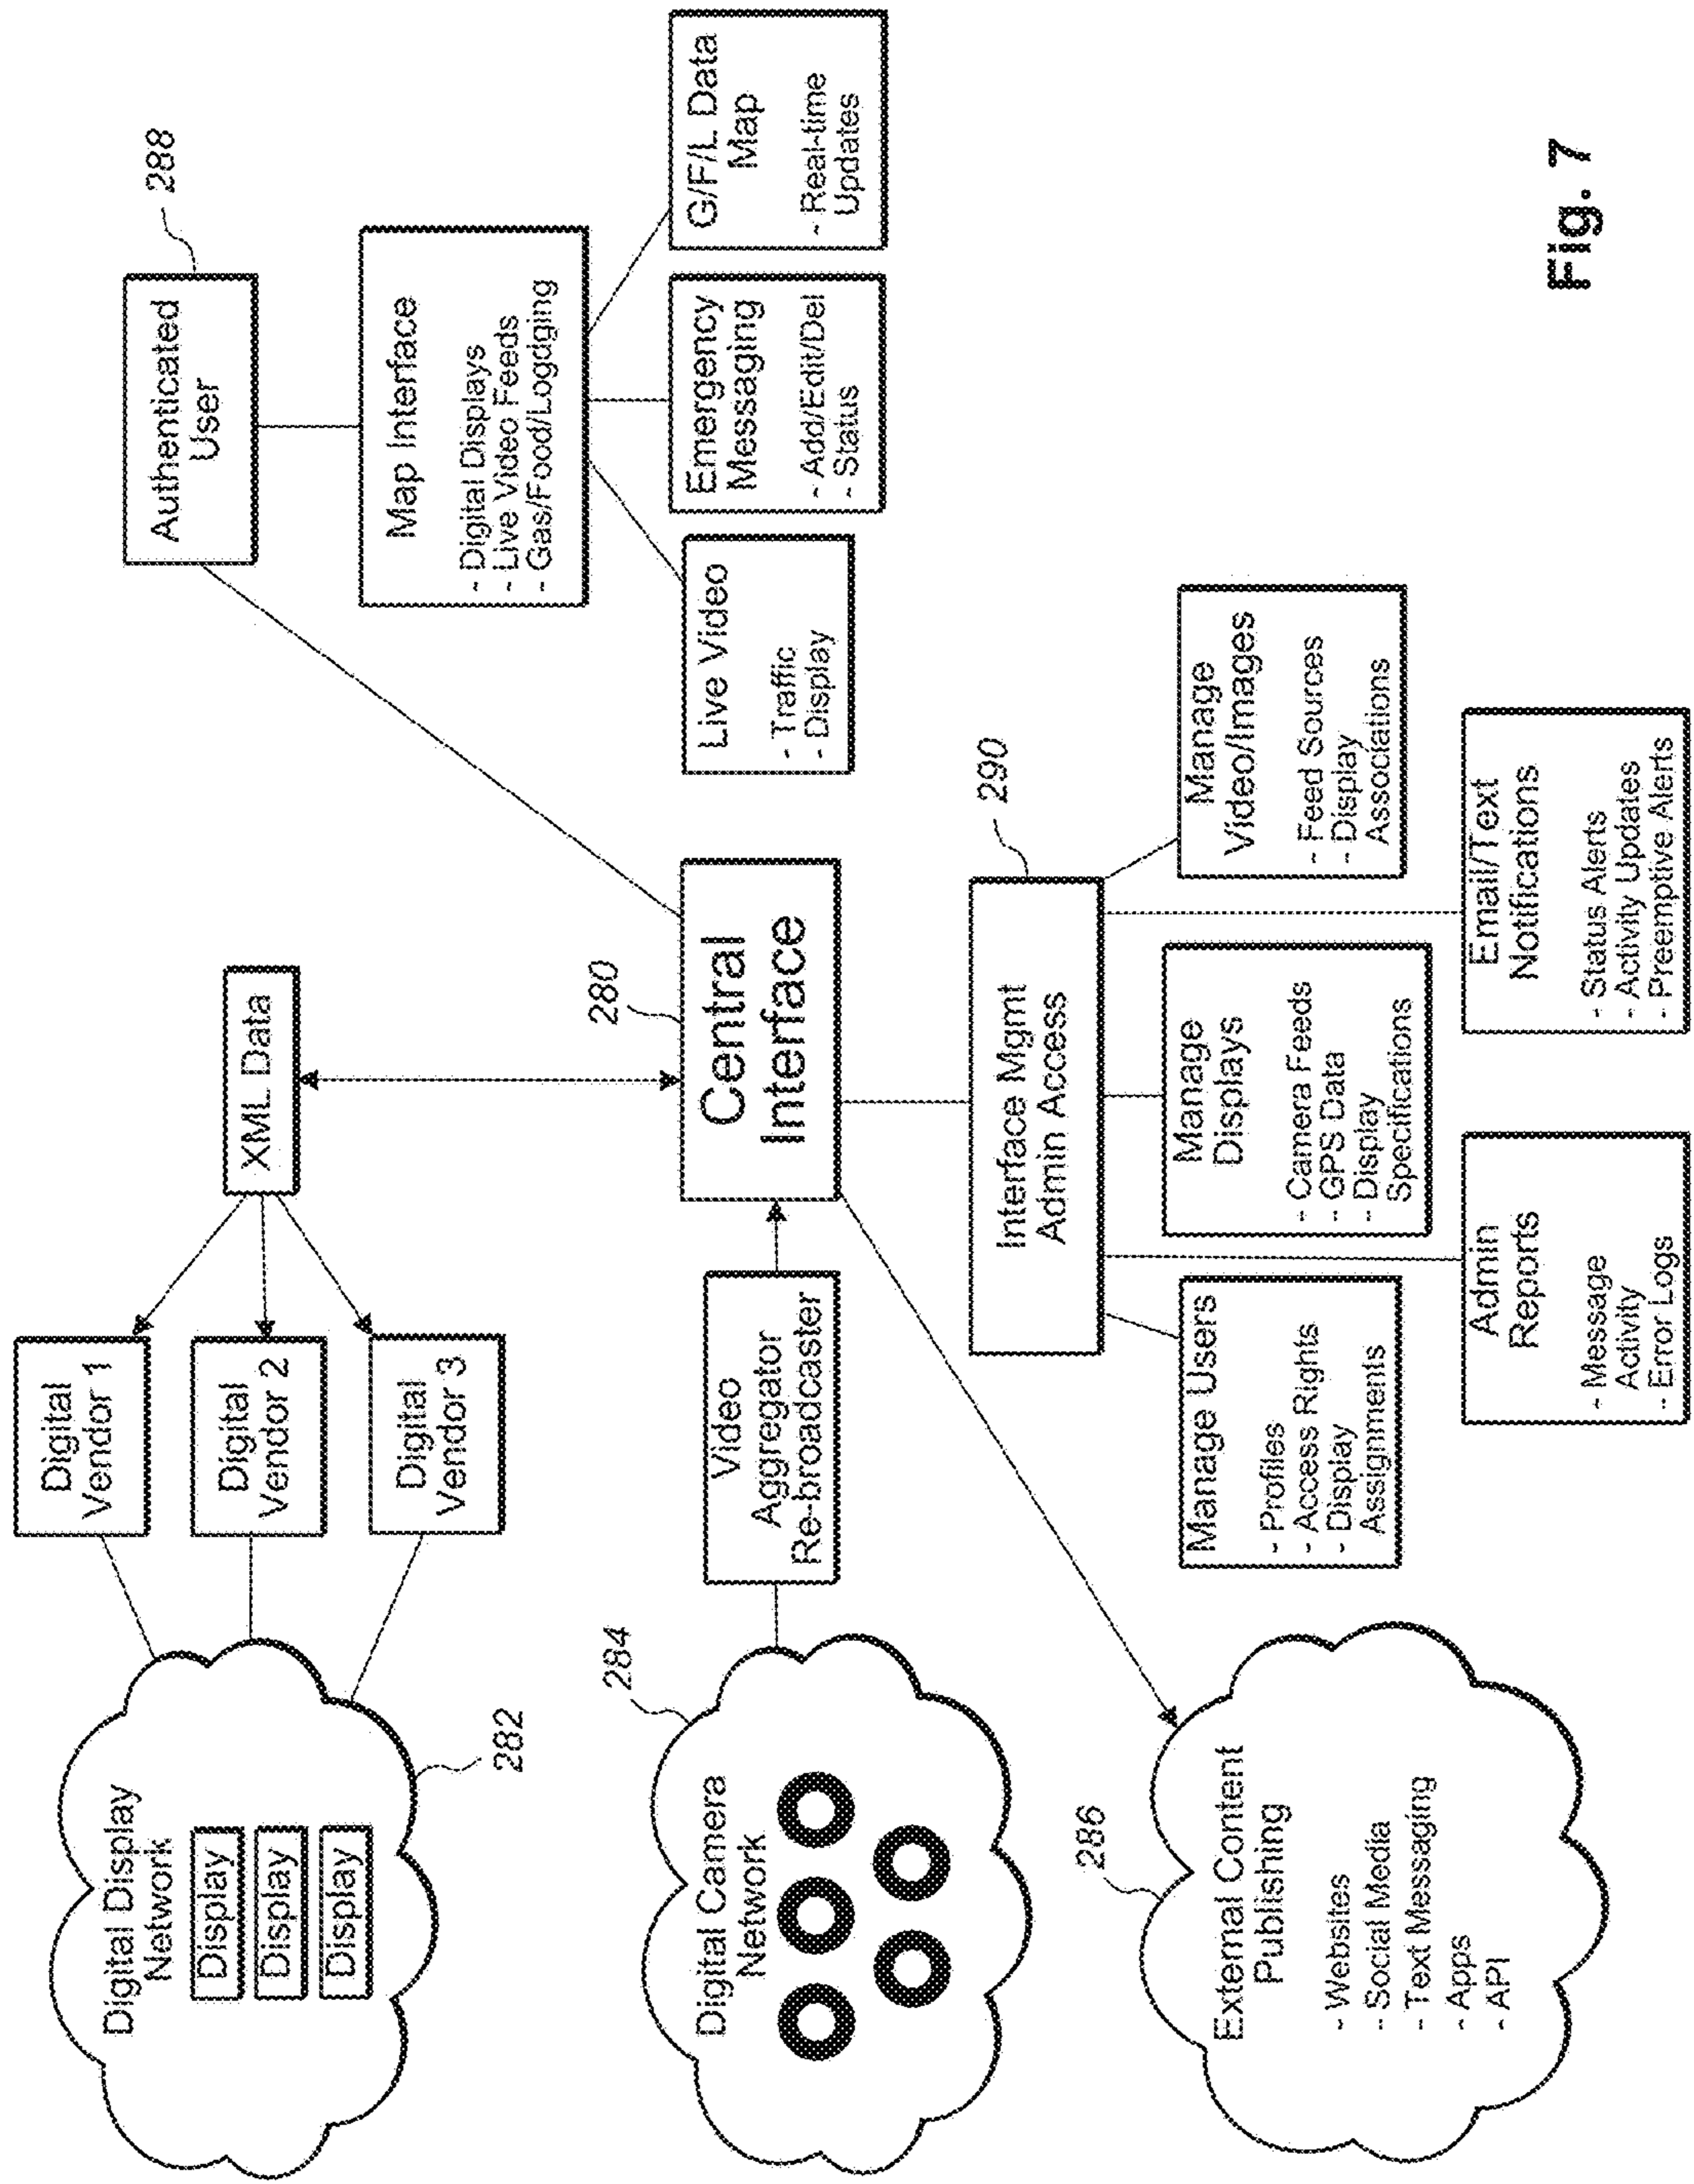 Digital Display
Network
Display
Display
Display
282
Digital
Vendor 1
Digital
Vendor 2
Digital
Vendor 3
XML Data
Authenticated
User
288
Map Interface
- Digital Displays
- Live Video Feeds
- Gas/Food/Logdging
Live Video
- Traffic
- Display
Emergency
Messaging
- Add/Edit/Del
- Status
G/F/L Data
Map
- Real-time
Updates
Digital Camera
Network
284
Video
Aggregator
Re-broadcaster
280
Central
Interface
External Content
Publishing
- Websites
- Social Media
- Text Messaging
- Apps
- API
286
Interface Mgmt
Admin Access
290
Manage Users
- Profiles
- Access Rights
- Display
Assignments
Manage
Displays
- Camera Feeds
- GPS Data
- Display
Specifications
Manage
Video/Images
- Feed Sources
- Display
Associations
Admin
Reports
- Message
Activity
- Error Logs
Email/Text
Notifications
- Status Alerts
- Activity Updates
- Preemptive Alerts
Fig. 7